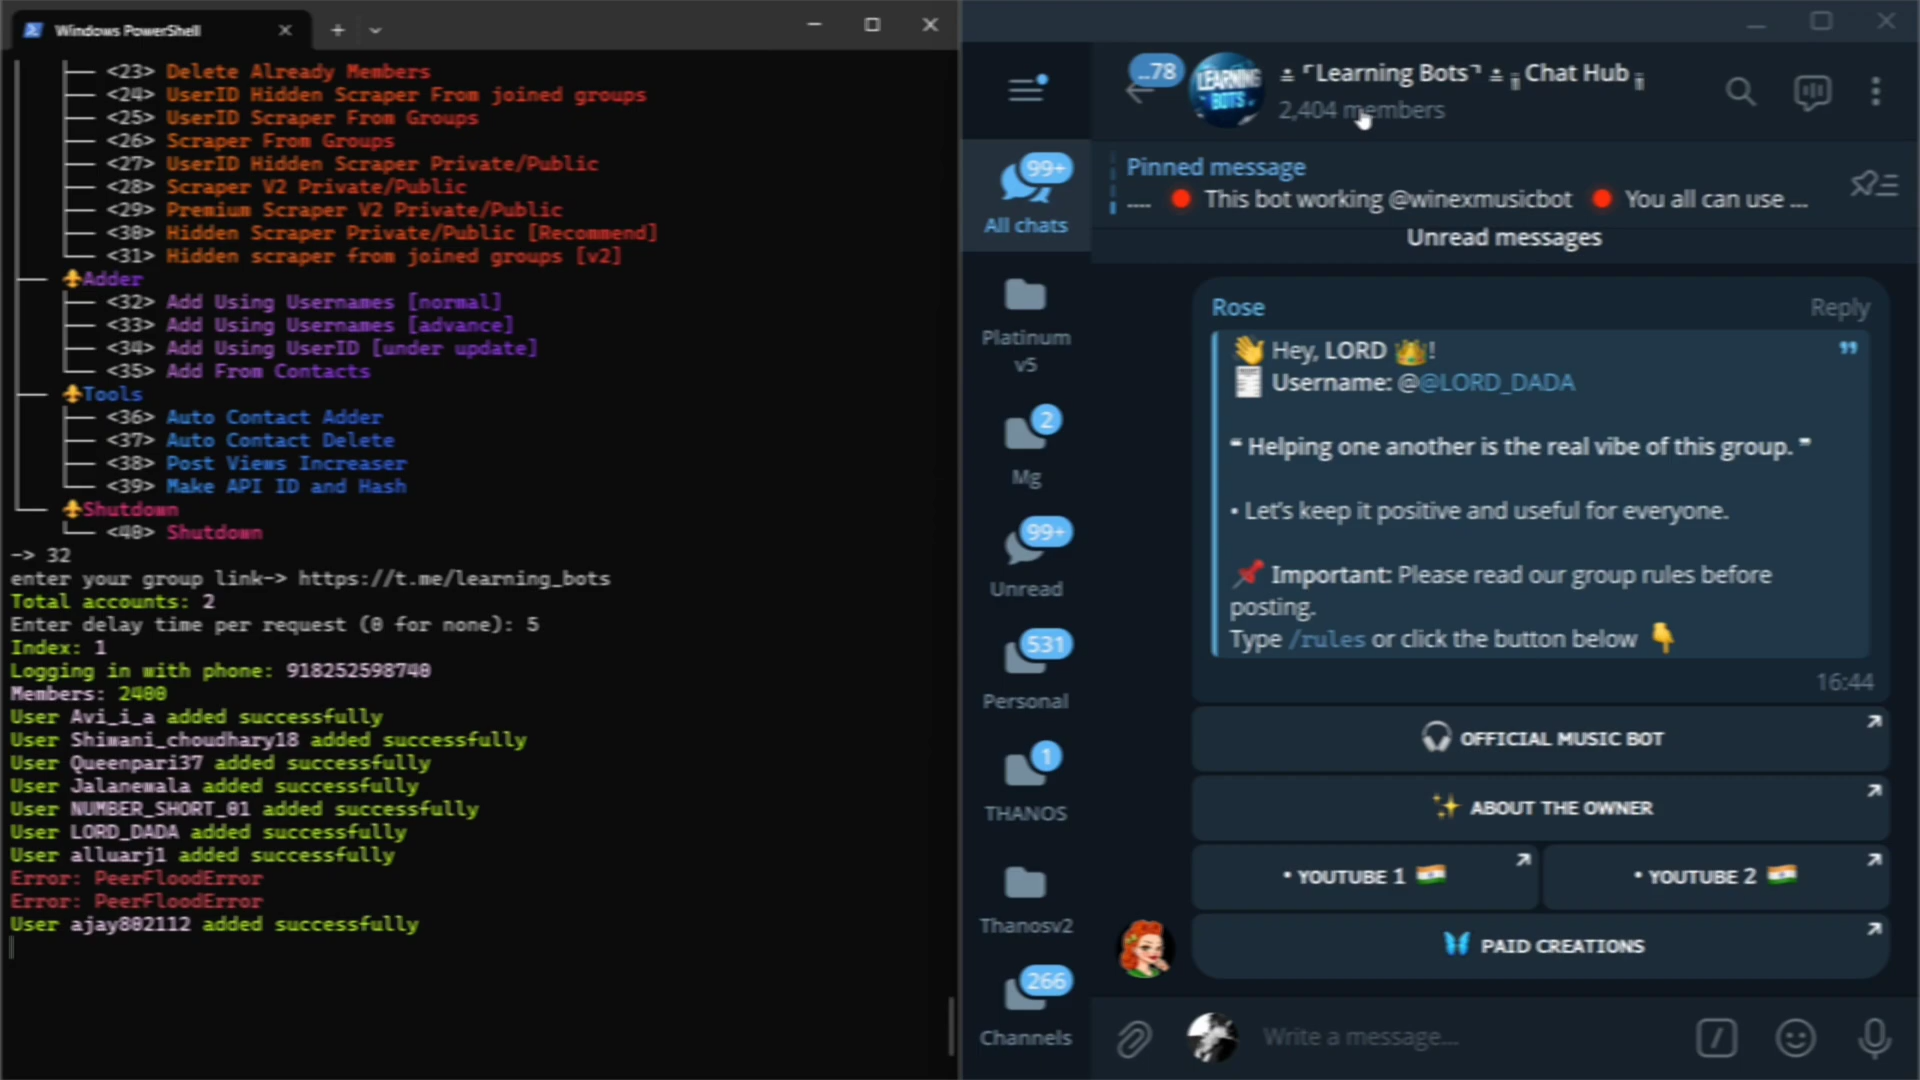 Windows PowerShell
<23> Delete Already Members
<24> UserID Hidden Scraper From joined groups
<25> UserID Scraper From Groups
<26> Scraper From Groups
<27> UserID Hidden Scraper Private/Public
<28> Scraper V2 Private/Public
<29> Premium Scraper V2 Private/Public
<30> Hidden Scraper Private/Public [Recommend]
<31> Hidden scraper from joined groups [v2]
Adder
<32> Add Using Usernames [normal]
<33> Add Using Usernames [advance]
<34> Add Using UserID [under update]
<35> Add From Contacts
Tools
<36> Auto Contact Adder
<37> Auto Contact Delete
<38> Post Views Increaser
<39> Make API ID and Hash
Shutdown
<40> Shutdown
-> 32
enter your group link-> https://t.me/learning_bots
Total accounts: 2
Enter delay time per request (0 for none): 5
Index: 1
Logging in with phone: 918252598740
Members: 2400
User Avi_i_a added successfully
User Shiwani_choudhary18 added successfully
User Queenpari37 added successfully
User Jalanewala added successfully
User NUMBER_SHORT_01 added successfully
User LORD_DADA added successfully
User alluarj1 added successfully
Error: PeerFloodError
Error: PeerFloodError
User ajay802112 added successfully
..78
LEARNING BOTS
≛ ⌜Learning Bots⌝ ≛ ╖Chat Hub╖
2,404 members
99+
All chats
Platinum v5
2
Mg
99+
Unread
531
Personal
1
THANOS
Thanosv2
266
Channels
Pinned message
.... 🔴 This bot working @winexmusicbot 🔴 You all can use ...
Unread messages
Rose
Reply
👋 Hey, LORD 👑!
Username: @@LORD_DADA
❝ Helping one another is the real vibe of this group. ❞
• Let's keep it positive and useful for everyone.
📌 Important: Please read our group rules before
posting.
Type /rules or click the button below 👇
16:44
🎧 OFFICIAL MUSIC BOT
✨ ABOUT THE OWNER
• YOUTUBE 1 🇮🇳
• YOUTUBE 2 🇮🇳
🦋 PAID CREATIONS
Write a message...